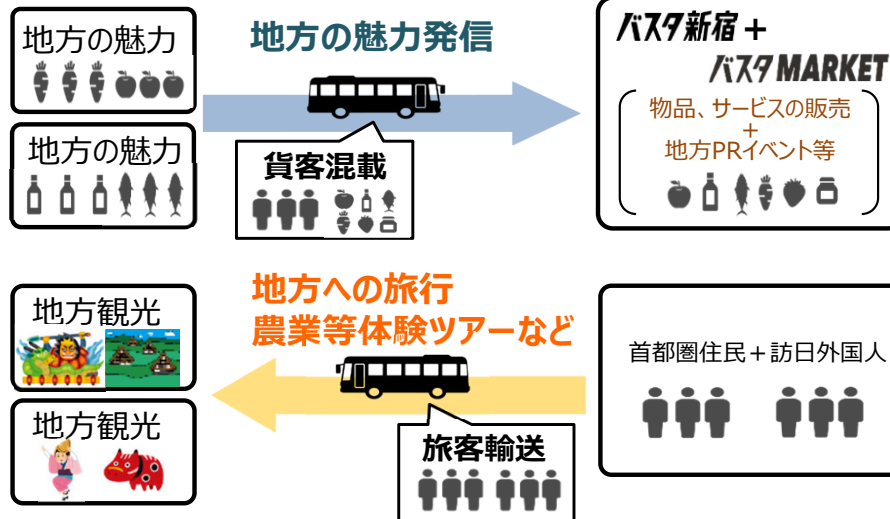 地方の魅力
地方の魅力
地方の魅力発信
貨客混載
バスタ新宿+
バスタMARKET
物品、サービスの販売
+
地方PRイベント等
地方観光
地方観光
地方への旅行
農業等体験ツアーなど
旅客輸送
首都圏住民+訪日外国人